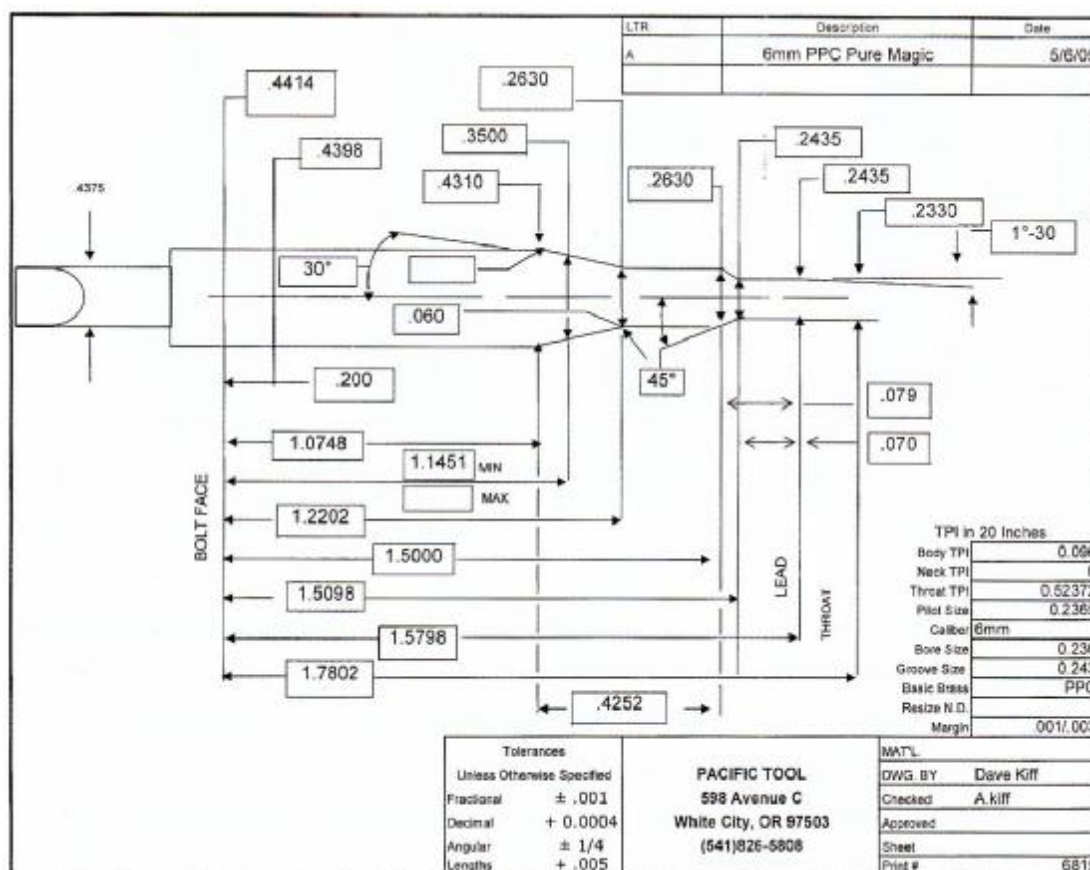 LTR. Description Date
A 6mm PPC Pure Magic
.4414
.2630
.4398
.3500
.2435
.4310
.2630
.2435
.4375
.2330
1°-30
30°
.060
.200
45°
.079
1.0748
.070
1.1451 MIN
MAX
1.2202
BOLT FACE
1.5000
LEAD
THROAT
1.5098
1.5798
1.7802
.4252
TPI in 20 Inches
Body TPI
Neck TPI
Throat TPI 0.52372
Pilot Size
Caliber 6mm
Bore Size
Groove Size
Basic Brass PPC
Resize N.D.
Margin
Tolerances
Unless Otherwise Specified
Fractional ± .001
Decimal + 0.0004
Angular ± 1/4
Lengths + .005
PACIFIC TOOL
598 Avenue C
White City, OR 97503
(541)826-5808
MAT'L.
DWG. BY Dave Kiff
Checked A.kiff
Approved
Sheet
Print #